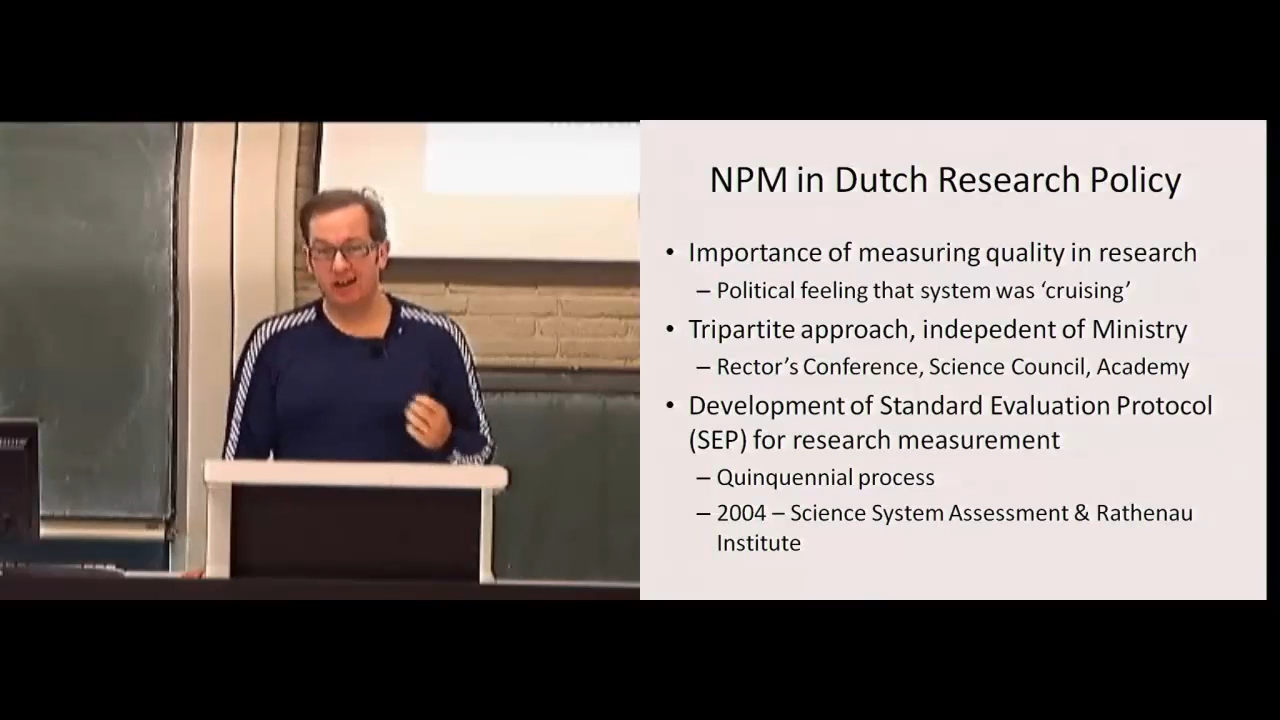 NPM in Dutch Research Policy
• Importance of measuring quality in research
– Political feeling that system was ‘cruising’
• Tripartite approach, indepedent of Ministry
– Rector’s Conference, Science Council, Academy
• Development of Standard Evaluation Protocol
(SEP) for research measurement
– Quinquennial process
– 2004 – Science System Assessment & Rathenau
Institute